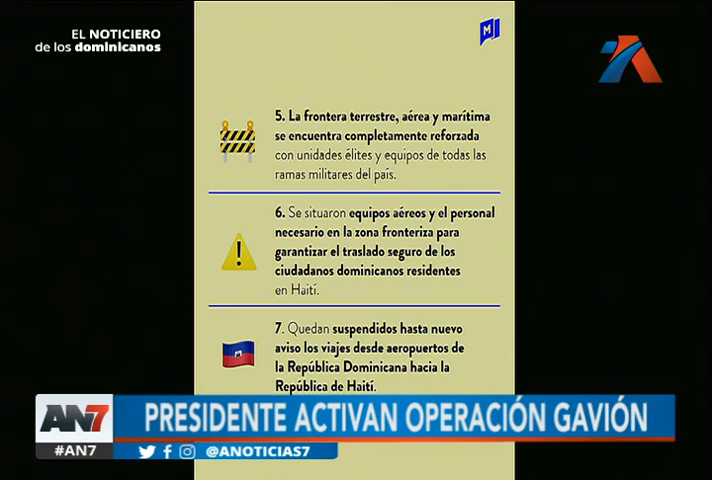 EL NOTICIERO
de los dominicanos
M
5. La frontera terrestre, aérea y marítima
se encuentra completamente reforzada
con unidades élites y equipos de todas las
ramas militares del país.
6. Se situaron equipos aéreos y el personal
necesario en la zona fronteriza para
garantizar el traslado seguro de los
ciudadanos dominicanos residentes
en Haití.
7. Quedan suspendidos hasta nuevo
aviso los viajes desde aeropuertos de
la República Dominicana hacia la
República de Haití.
AN7
PRESIDENTE ACTIVAN OPERACIÓN GAVIÓN
#AN7
@ANOTICIAS7